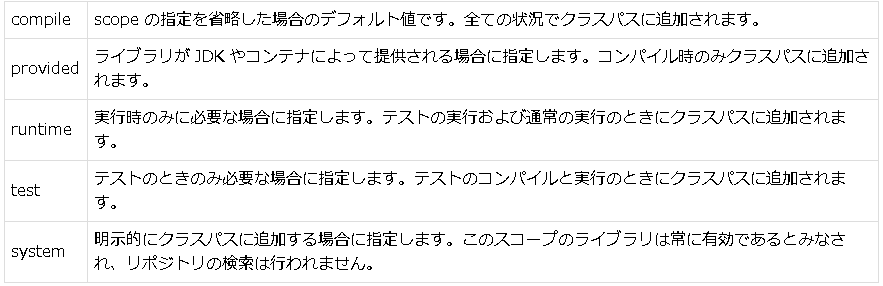 compile scope の指定を省略した場合のデフォルト値です。全ての状況でクラスパスに追加されます。
provided ライブラリが JDK やコンテナによって提供される場合に指定します。コンパイル時のみクラスパスに追加さ
れます。
runtime 実行時のみに必要な場合に指定します。テストの実行および通常の実行のときにクラスパスに追加されま
す。
test テストのときのみ必要な場合に指定します。テストのコンパイルと実行のときにクラスパスに追加されま
す。
system 明示的にクラスパスに追加する場合に指定します。このスコープのライブラリは常に有効であるとみなさ
れ、リポジトリの検索は行われません。